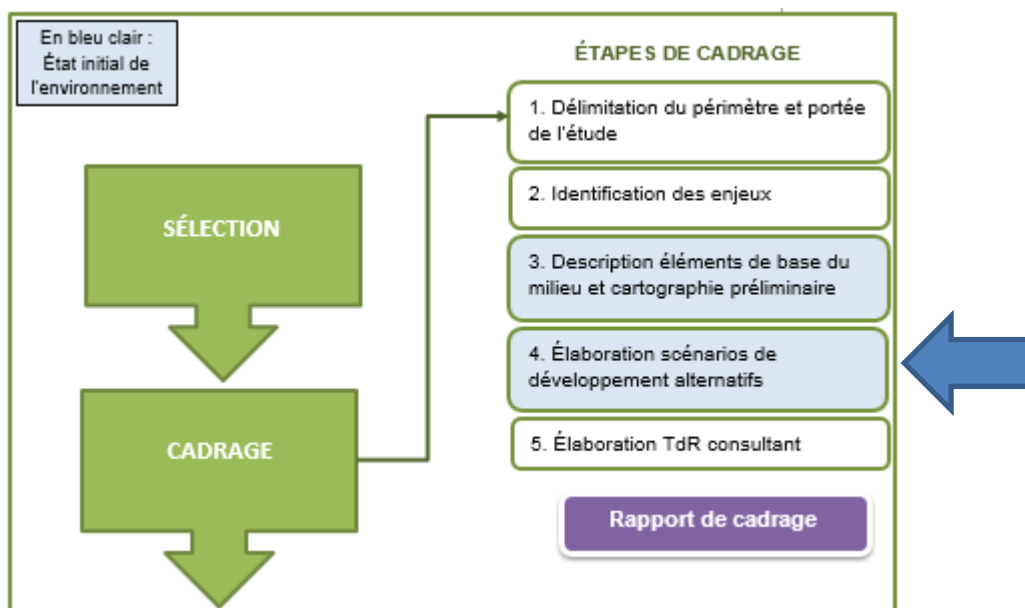 En bleu clair :
État initial de
l'environnement
SÉLECTION
CADRAGE
ÉTAPES DE CADRAGE
1. Délimitation du périmètre et portée
de l'étude
2. Identification des enjeux
3. Description éléments de base du
milieu et cartographie préliminaire
4. Élaboration scénarios de
développement alternatifs
5. Élaboration TdR consultant
Rapport de cadrage